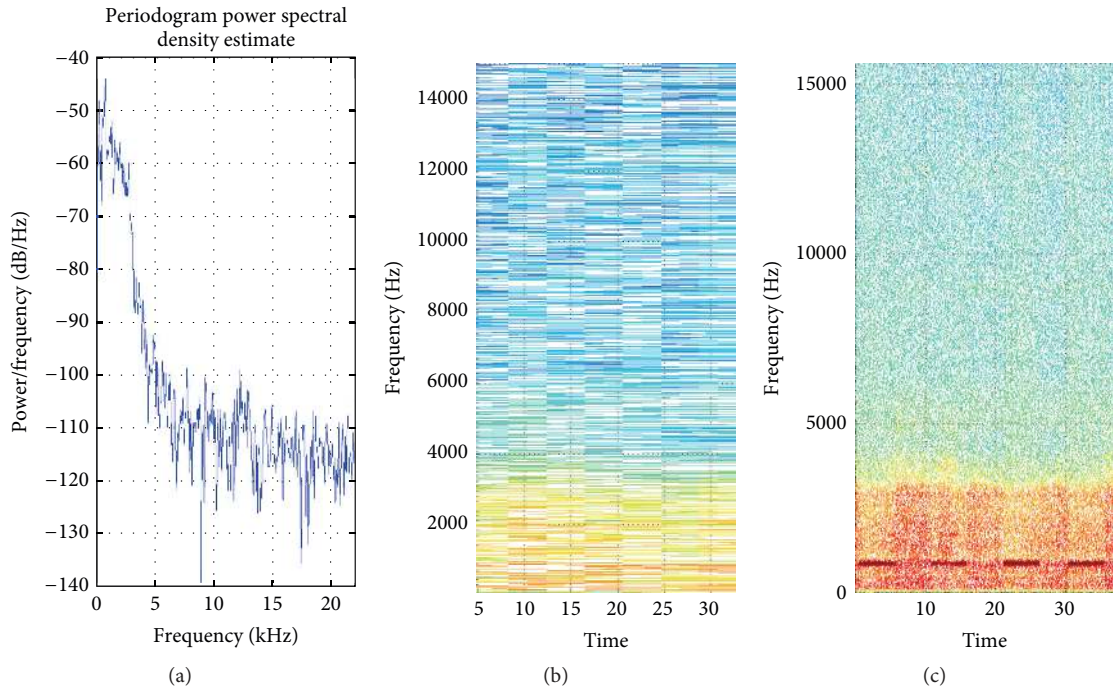 Periodogram power spectral
density estimate
−40
−50
−60
−70
−80
−90
−100
−110
−120
−130
−140
Power/frequency (dB/Hz)
0 5 10 15 20
Frequency (kHz)
(a)
14000
12000
10000
8000
6000
4000
2000
Frequency (Hz)
5 10 15 20 25 30
Time
(b)
15000
10000
5000
0
Frequency (Hz)
10 20 30
Time
(c)